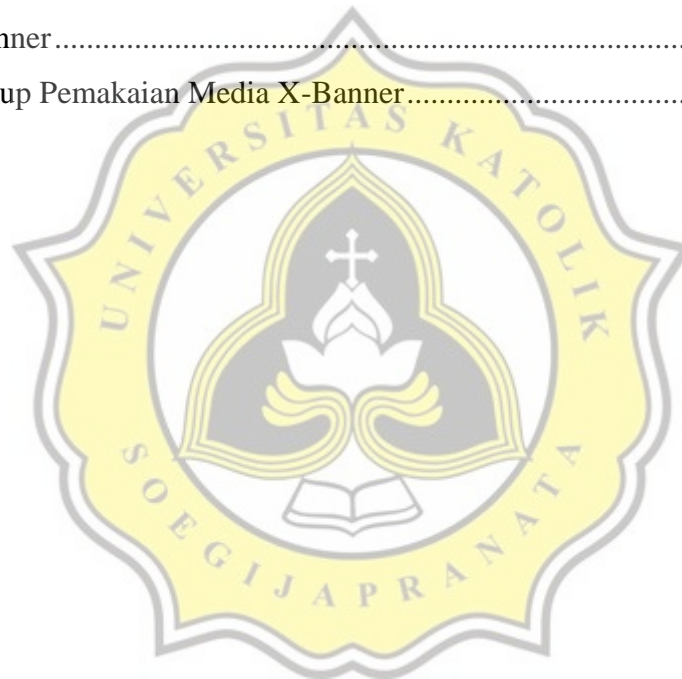 nner........................................................................................
up Pemakaian Media X-Banner......................................
UNIVERSITAS KATOLIK
SOEGIJAPRANATA